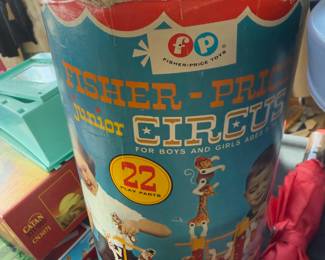 fp
FISHER-PRICE TOYS
FISHER-PRI
junior CIRCUS
FOR BOYS AND GIRLS AGES
22
PLAY PARTS
CATAN